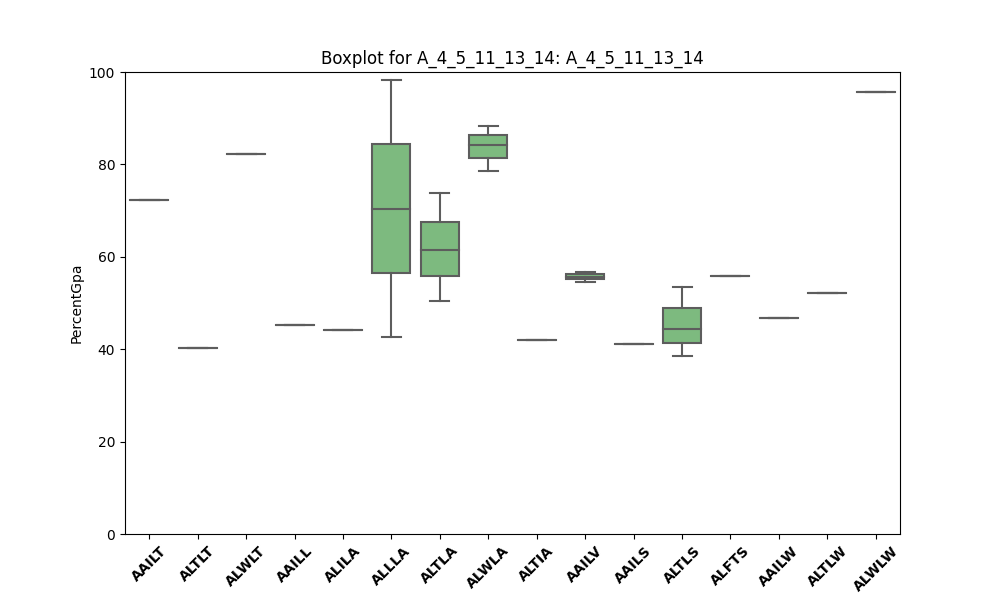 Boxplot for A_4_5_11_13_14: A_4_5_11_13_14
PercentGpa
100
80
60
40
20
0
AAILT
ALTLT
ALWLT
AAILL
ALILA
ALLLA
ALTLA
ALWLA
ALTIA
AAILV
AAILS
ALTLS
ALFTS
AAILW
ALTLW
ALWLW